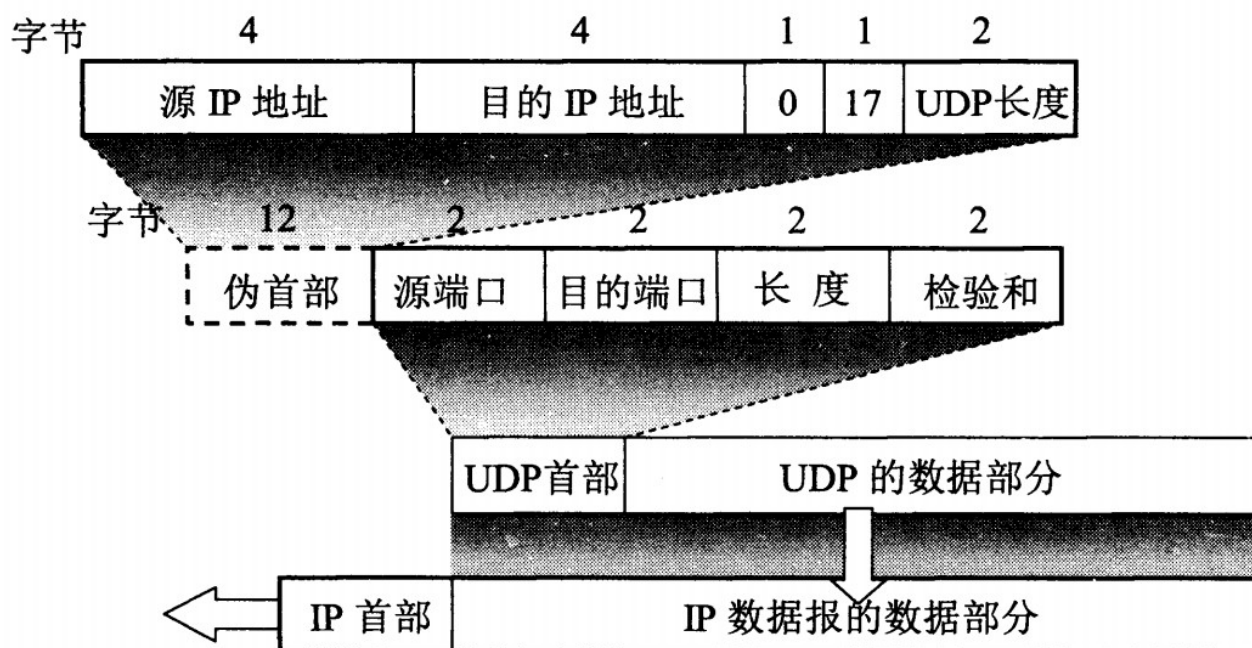 字节 4 4 1 1 2
源 IP 地址 目的 IP 地址 0 17 UDP长度
字节 12 2 2 2 2
伪首部 源端口 目的端口 长 度 检验和
UDP首部 UDP 的数据部分
IP 首部 IP 数据报的数据部分